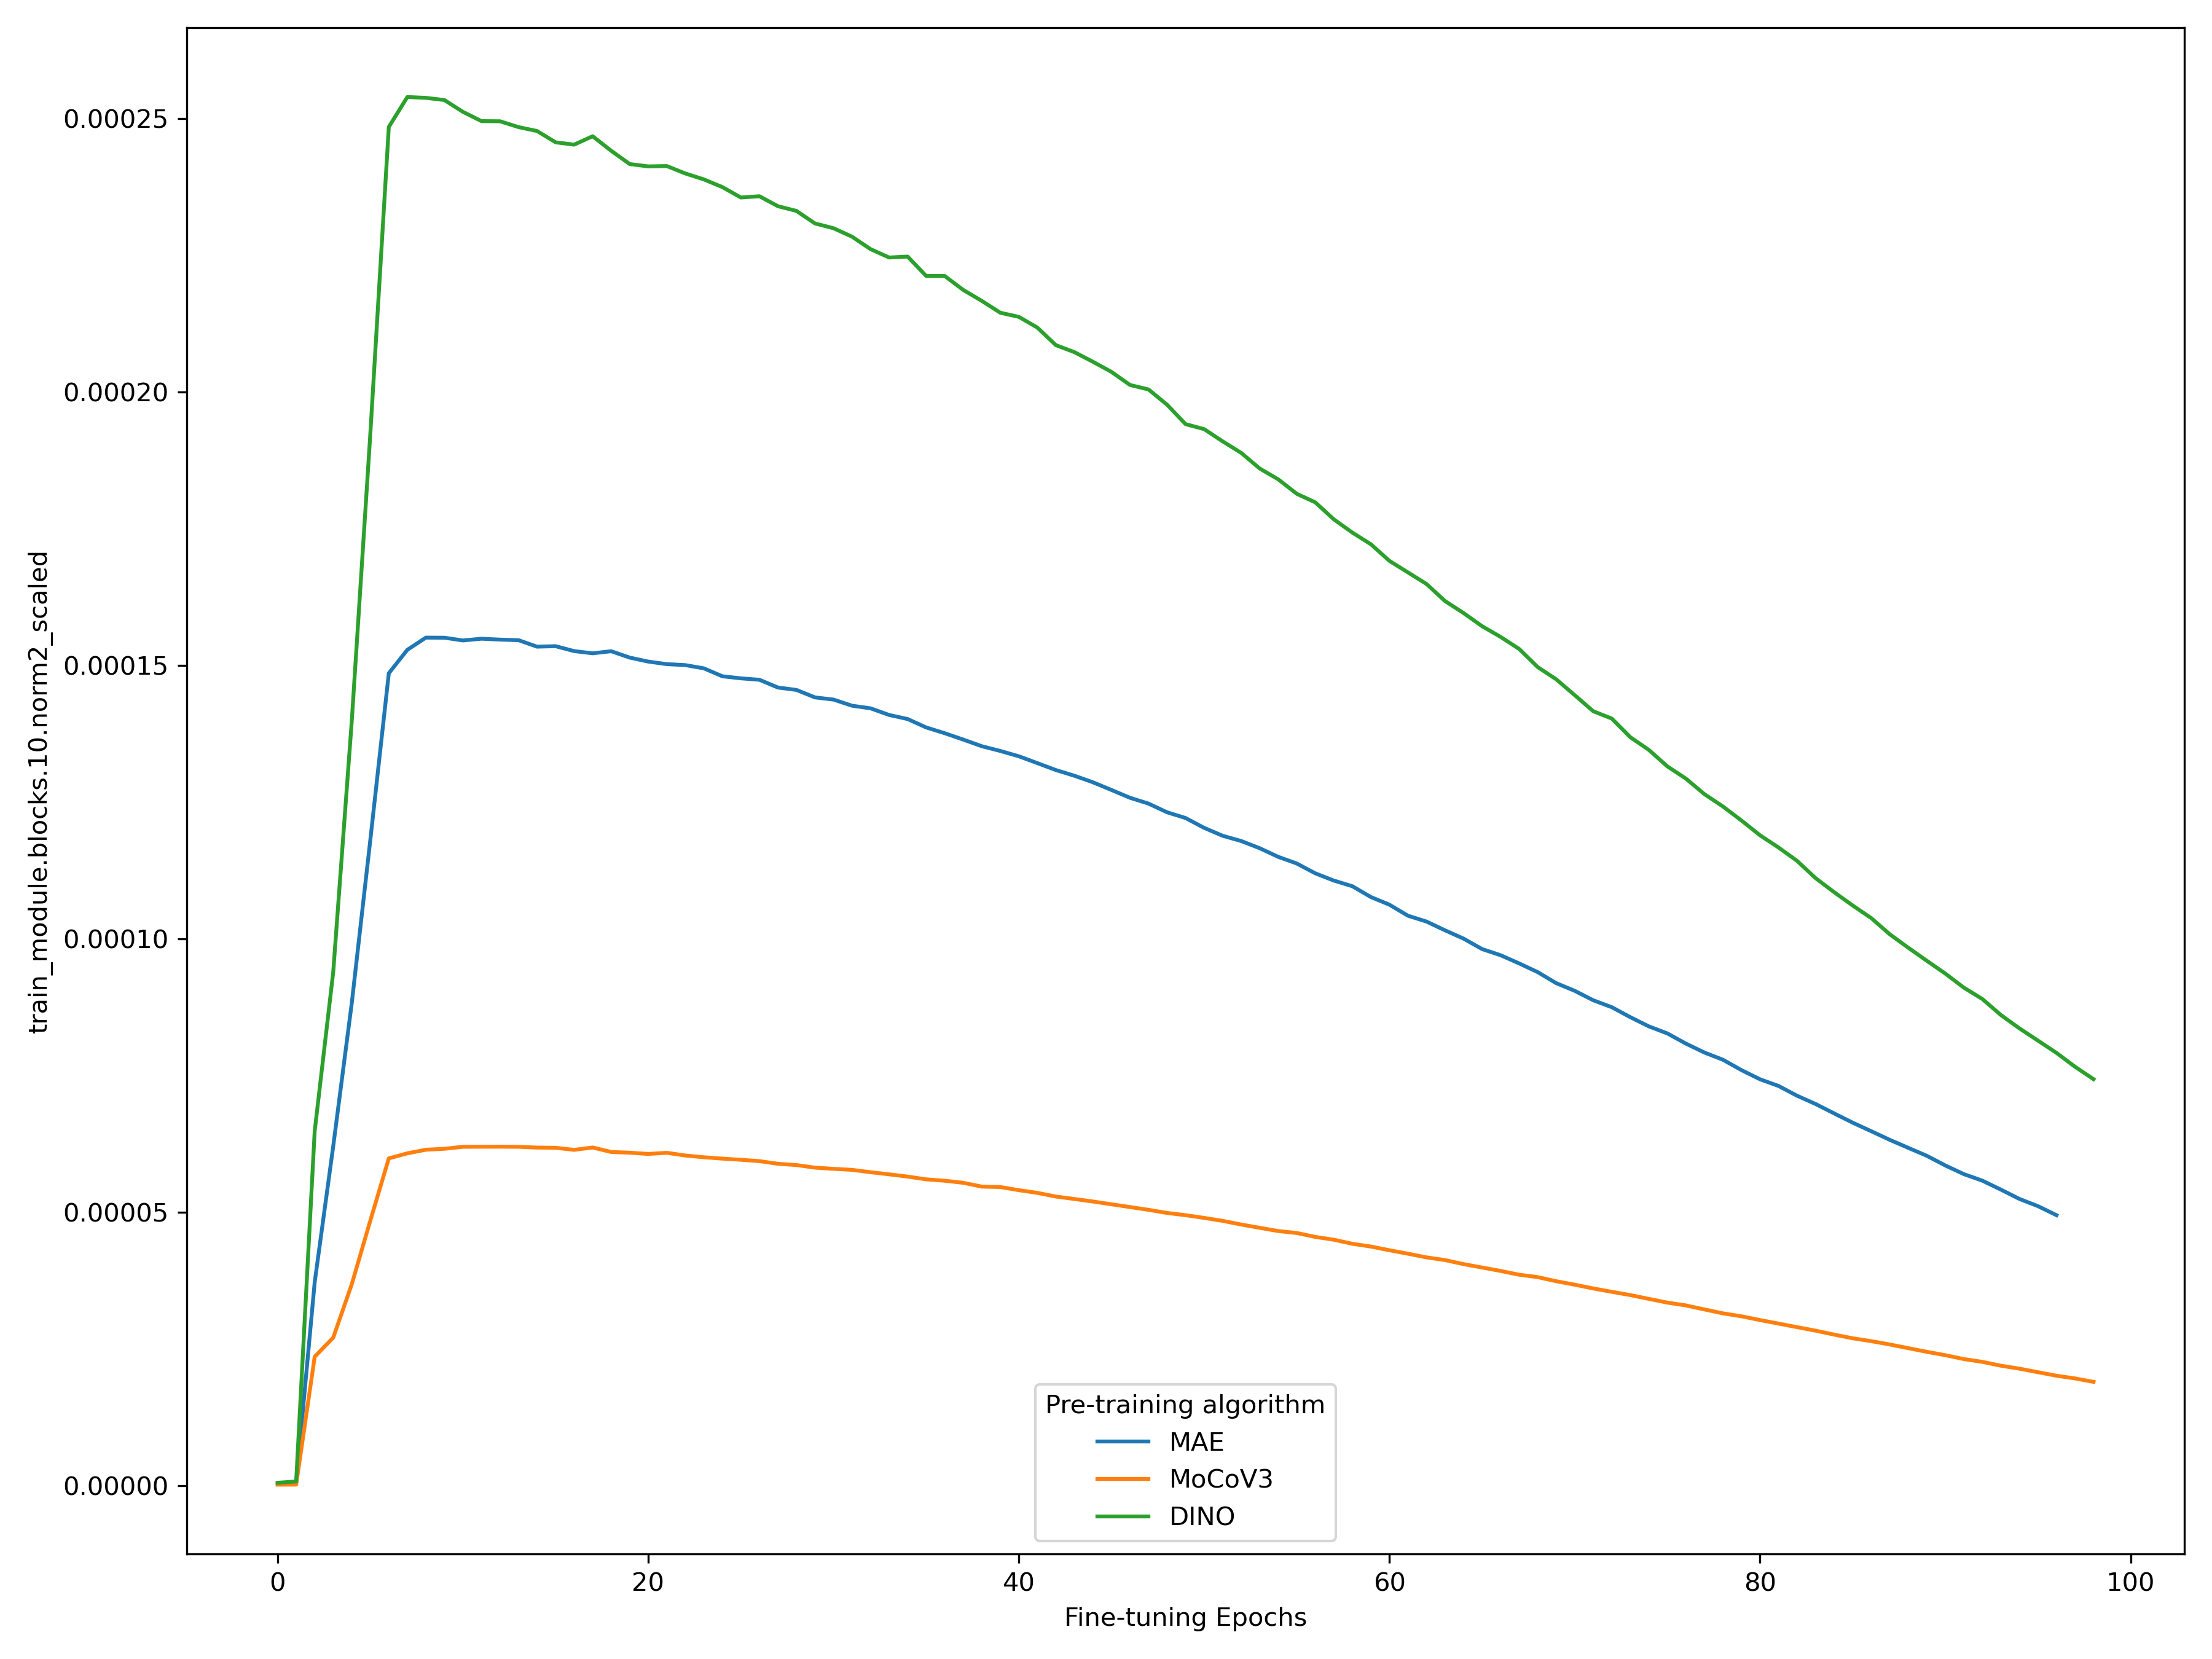 train_module.blocks.10.norm2_scaled
0.00025
0.00020
0.00015
0.00010
0.00005
0.00000
Pre-training algorithm
MAE
MoCoV3
DINO
0 20 40 60 80 100
Fine-tuning Epochs